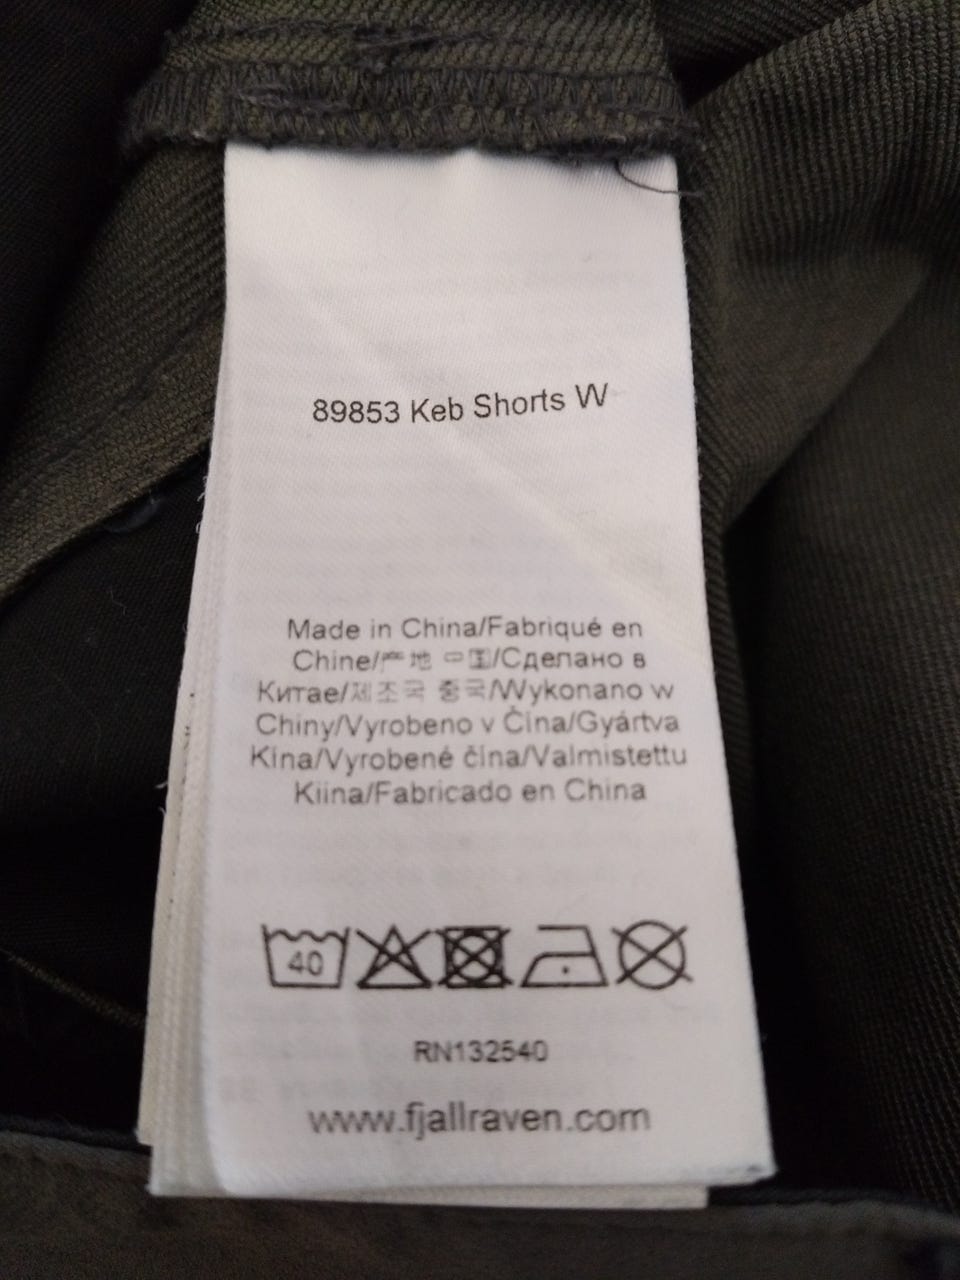 89853 Keb Shorts W
Made in China/Fabriqué en
Chine/产地 中国/Сделано в
Китае/제조국 중국/Wykonano w
Chiny/Vyrobeno v Čína/Gyártva
Kína/Vyrobené čína/Valmistettu
Kiina/Fabricado en China
40
RN132540
www.fjallraven.com